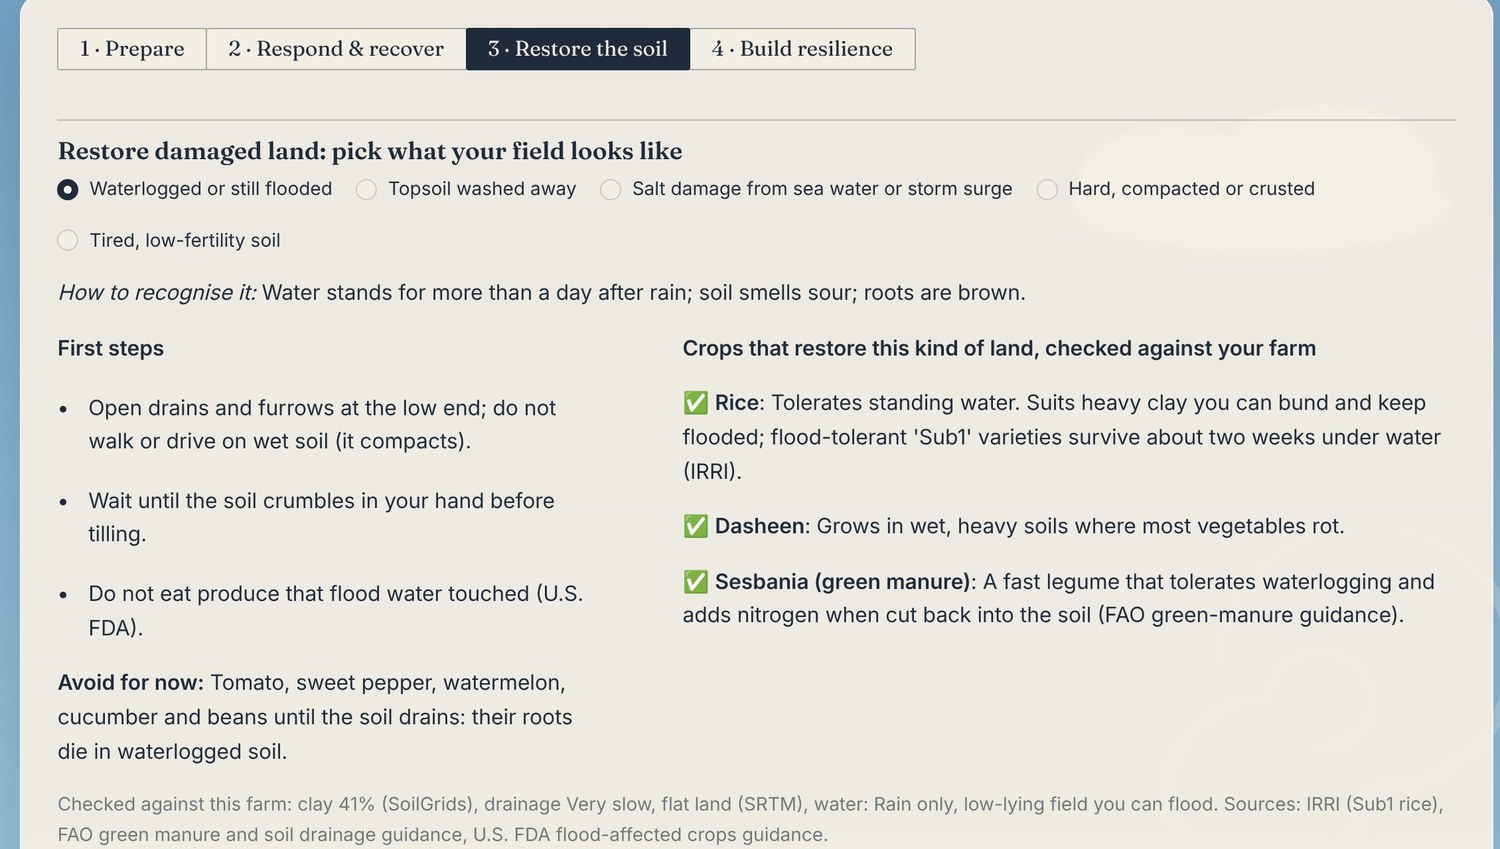 1 · Prepare
2 · Respond & recover
3 · Restore the soil
4 · Build resilience
Restore damaged land: pick what your field looks like
Waterlogged or still flooded
Topsoil washed away
Salt damage from sea water or storm surge
Hard, compacted or crusted
Tired, low-fertility soil
How to recognise it: Water stands for more than a day after rain; soil smells sour; roots are brown.
First steps
• Open drains and furrows at the low end; do not
walk or drive on wet soil (it compacts).
• Wait until the soil crumbles in your hand before
tilling.
• Do not eat produce that flood water touched (U.S.
FDA).
Avoid for now: Tomato, sweet pepper, watermelon,
cucumber and beans until the soil drains: their roots
die in waterlogged soil.
Crops that restore this kind of land, checked against your farm
✅ Rice: Tolerates standing water. Suits heavy clay you can bund and keep
flooded; flood-tolerant 'Sub1' varieties survive about two weeks under water
(IRRI).
✅ Dasheen: Grows in wet, heavy soils where most vegetables rot.
✅ Sesbania (green manure): A fast legume that tolerates waterlogging and
adds nitrogen when cut back into the soil (FAO green-manure guidance).
Checked against this farm: clay 41% (SoilGrids), drainage Very slow, flat land (SRTM), water: Rain only, low-lying field you can flood. Sources: IRRI (Sub1 rice),
FAO green manure and soil drainage guidance, U.S. FDA flood-affected crops guidance.